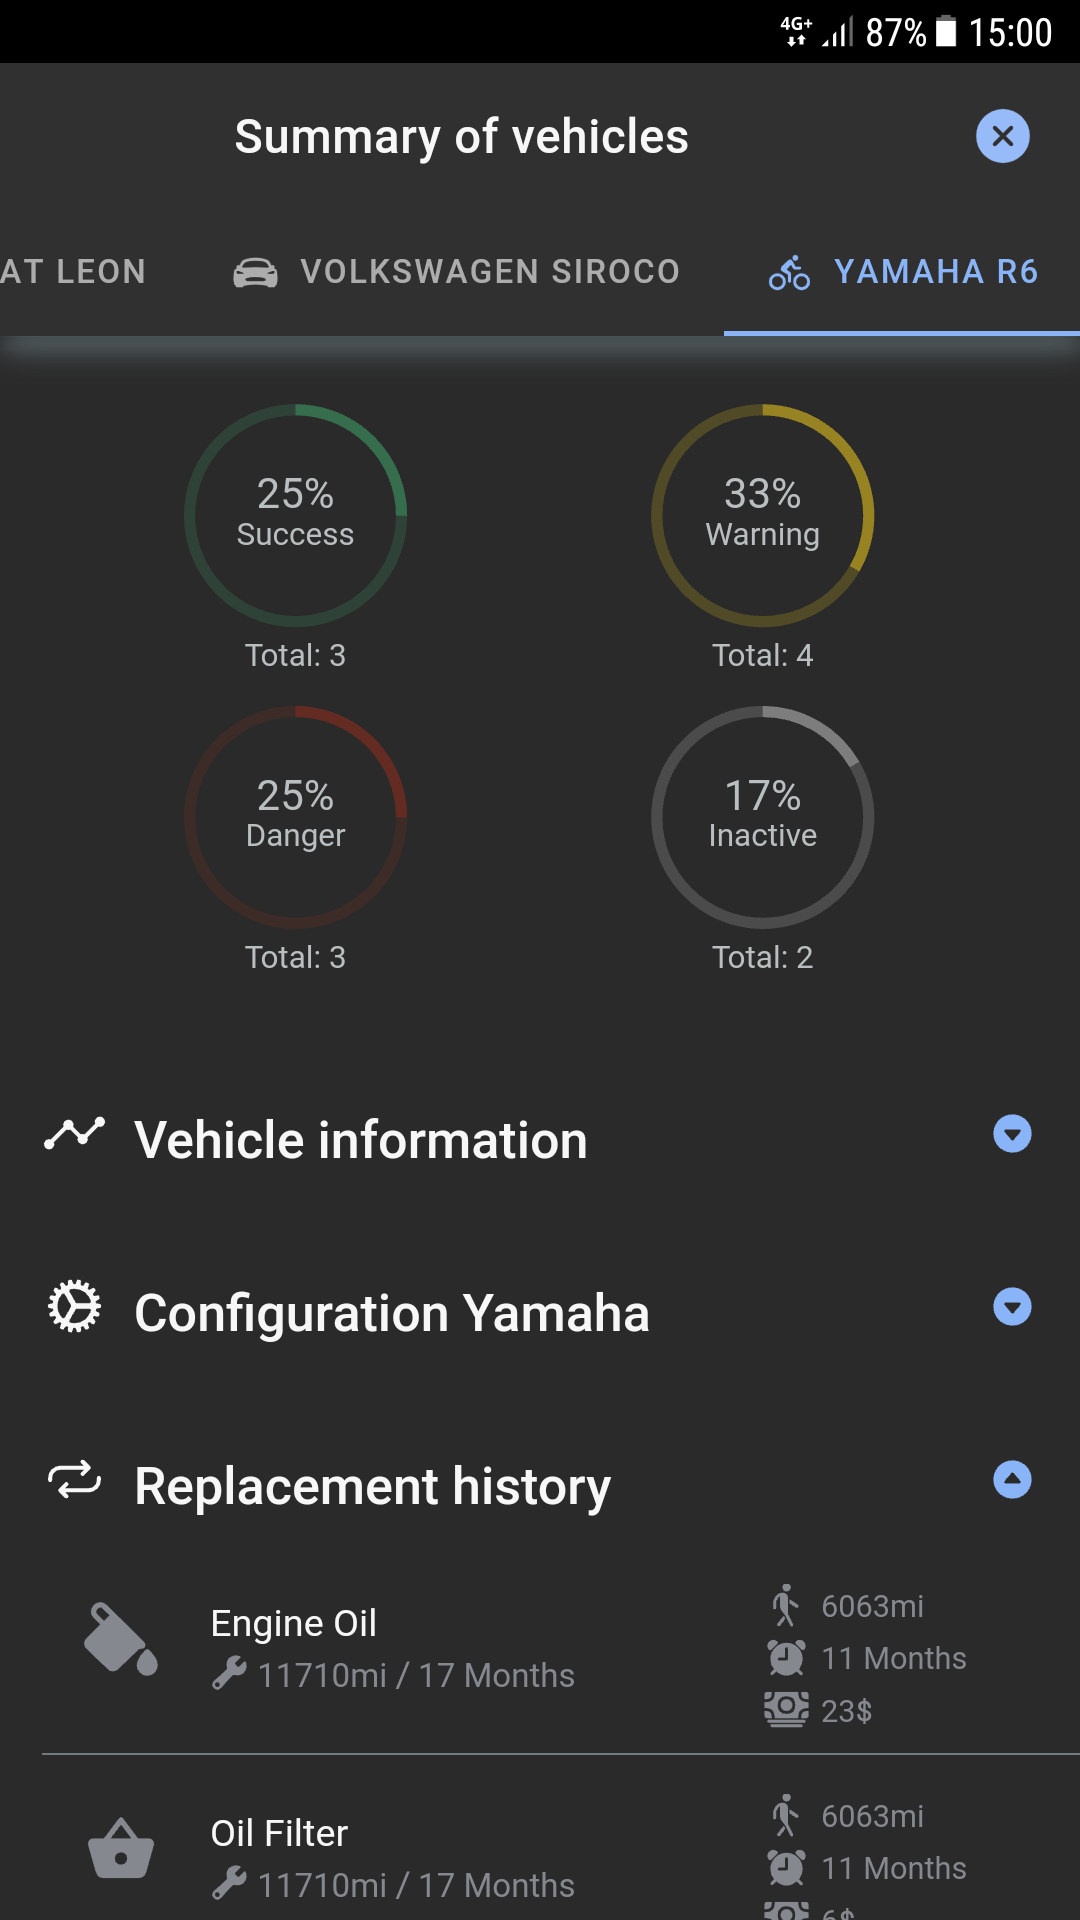 4G+ 87% 15:00
Summary of vehicles
AT LEON VOLKSWAGEN SIROCO YAMAHA R6
25% 33%
Success Warning
Total: 3 Total: 4
25% 17%
Danger Inactive
Total: 3 Total: 2
Vehicle information
Configuration Yamaha
Replacement history
6063mi
Engine Oil
11 Months
11710mi / 17 Months
23$
6063mi
Oil Filter
11 Months
11710mi / 17 Months
6$